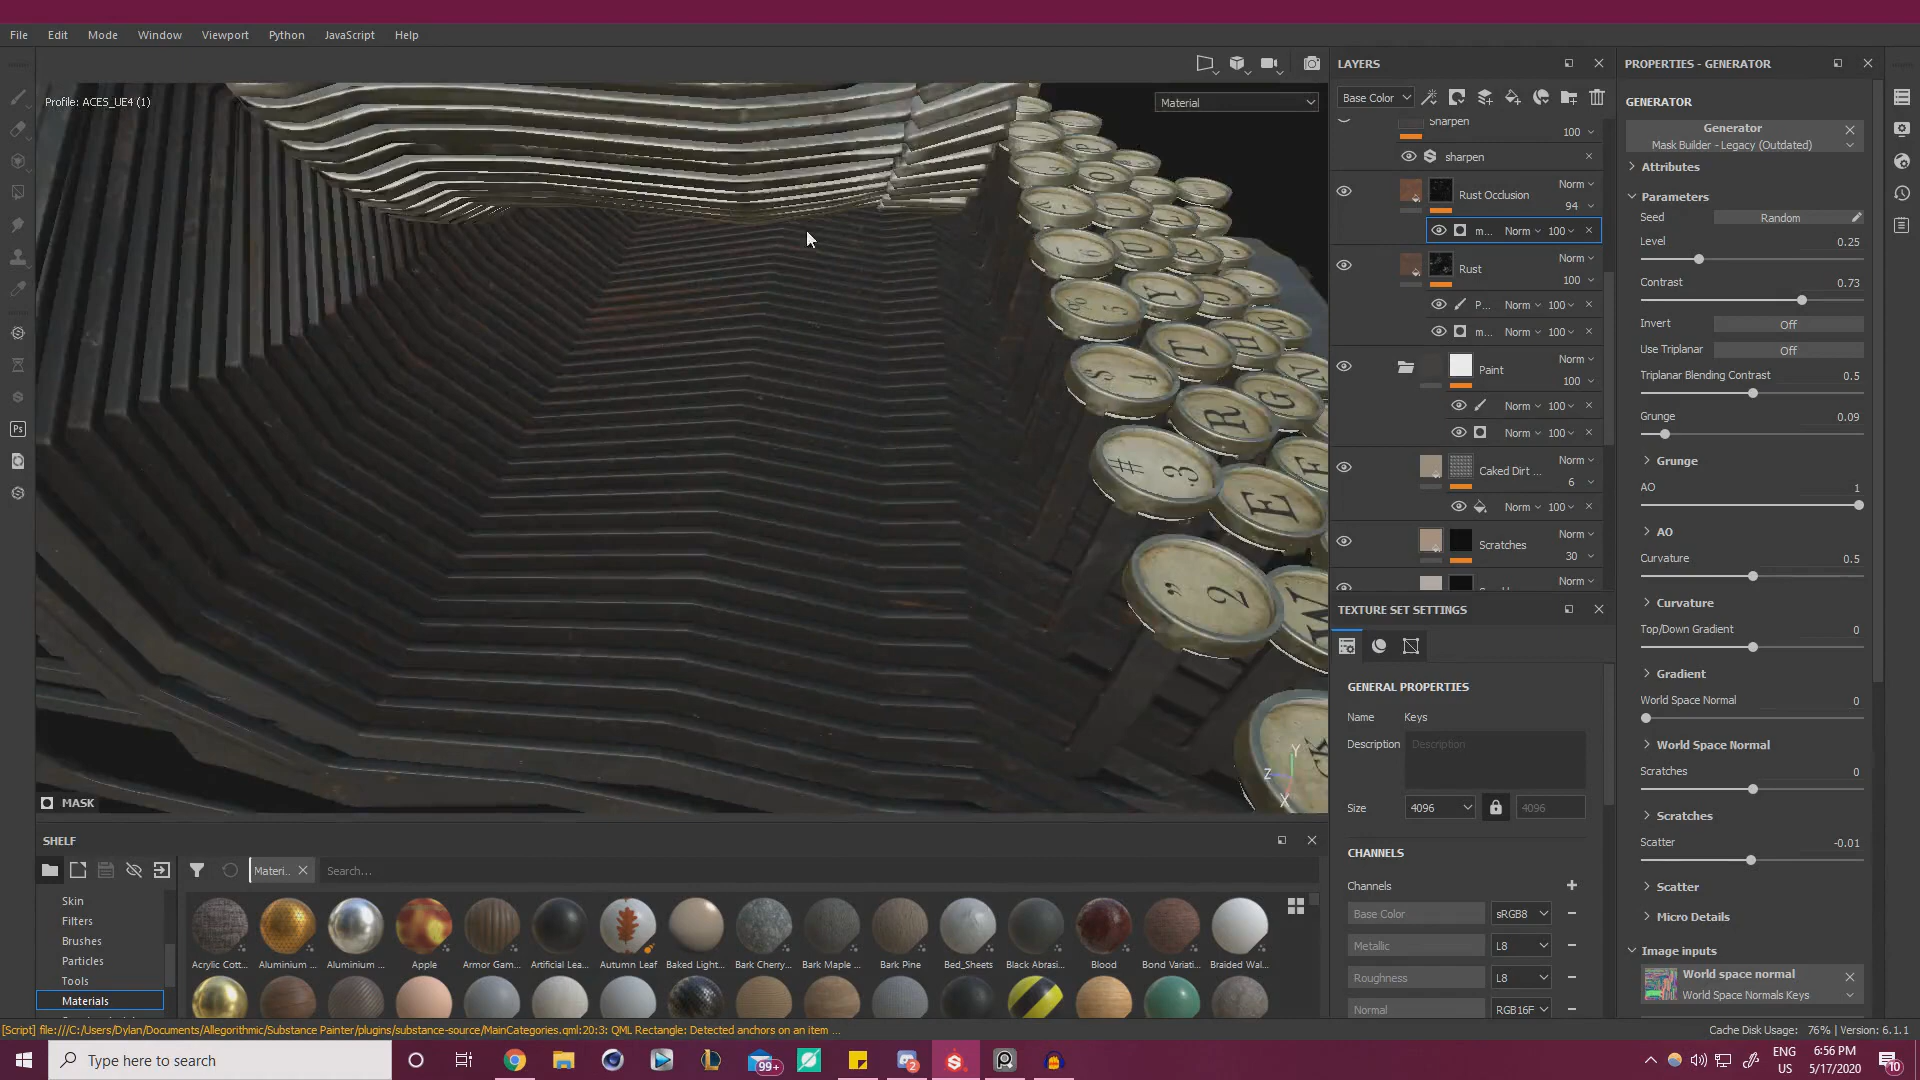 File Edit Mode Window Viewport Python JavaScript Help
Profile: ACES_UE4 (1)
Material
MASK
# 3
E
R
T
S 4
" 2
LAYERS
Base Color
Sharpen
100
sharpen
Rust Occlusion
Norm
94
m... Norm 100
Rust
Norm
100
P... Norm 100
m... Norm 100
Paint
Norm
100
Norm 100
Norm 100
Caked Dirt ...
Norm
6
Norm 100
Scratches
Norm
30
Norm
TEXTURE SET SETTINGS
GENERAL PROPERTIES
Name Keys
Description Description
Size 4096 4096
CHANNELS
Channels
Base Color sRGB8
Metallic L8
Roughness L8
Normal RGB16F
PROPERTIES - GENERATOR
GENERATOR
Generator
Mask Builder - Legacy (Outdated)
Attributes
Parameters
Seed Random
Level 0.25
Contrast 0.73
Invert Off
Use Triplanar Off
Triplanar Blending Contrast 0.5
Grunge 0.09
Grunge
AO 1
AO
Curvature 0.5
Curvature
Top/Down Gradient 0
Gradient
World Space Normal 0
World Space Normal
Scratches 0
Scratches
Scatter -0.01
Scatter
Micro Details
Image inputs
World space normal
World Space Normals Keys
SHELF
Materi..
Search...
Skin
Filters
Brushes
Particles
Tools
Materials
Acrylic Cott... Aluminium ... Aluminium ... Apple Armor Gam... Artificial Lea... Autumn Leaf Baked Light... Bark Cherry... Bark Maple ... Bark Pine Bed_Sheets Black Abrasi... Blood Bond Variati... Braided Wal...
[Script] file:///C:/Users/Dylan/Documents/Allegorithmic/Substance Painter/plugins/substance-source/MainCategories.qml:20:3: QML Rectangle: Detected anchors on an item ...
Cache Disk Usage: 76% | Version: 6.1.1
Type here to search
99+
2
ENG
US
6:56 PM
5/17/2020
10
Y
Z
X
Ps